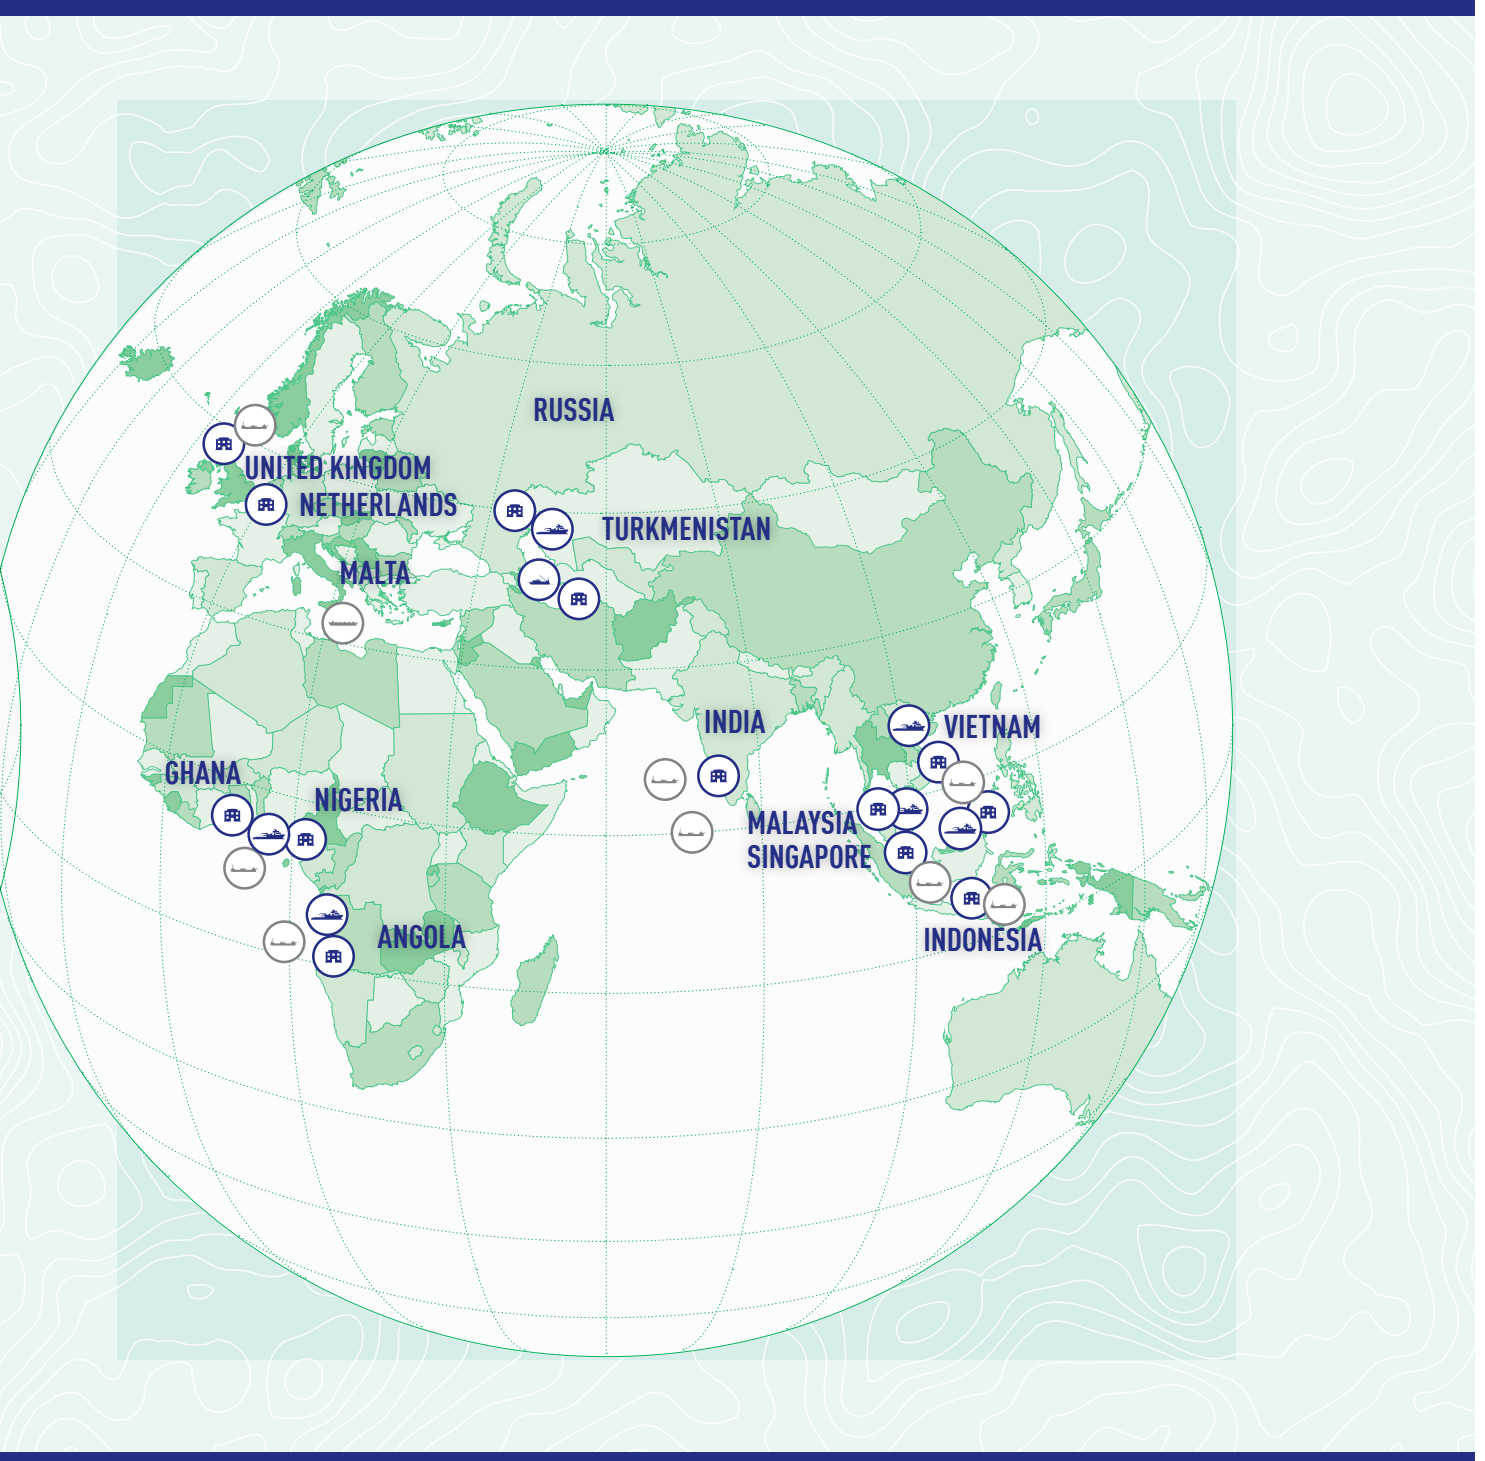 RUSSIA
UNITED KINGDOM
NETHERLANDS
TURKMENISTAN
MALTA
INDIA
VIETNAM
GHANA
NIGERIA
MALAYSIA
SINGAPORE
ANGOLA
INDONESIA